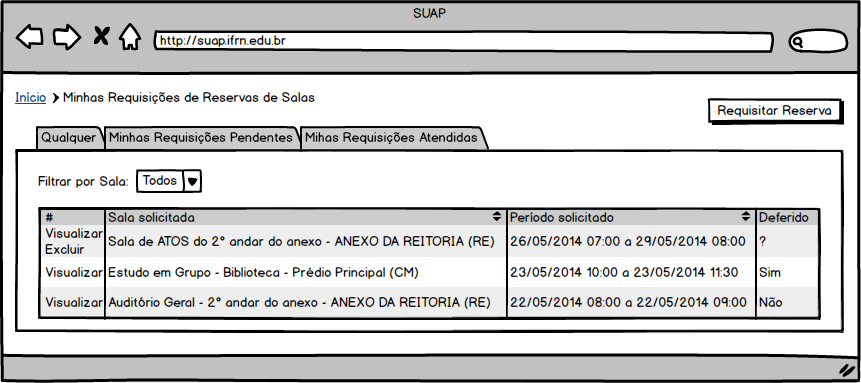 SUAP
http://suap.ifrn.edu.br
Início Minhas Requisições de Reservas de Salas
Requisitar Reserva
Qualquer Minhas Requisições Pendentes Mihas Requisições Atendidas
Filtrar por Sala: Todos
# Sala solicitada Período solicitado Deferido
Visualizar
Excluir
Sala de ATOS do 2º andar do anexo - ANEXO DA REITORIA (RE) 26/05/2014 07:00 a 29/05/2014 08:00 ?
Visualizar Estudo em Grupo - Biblioteca - Prédio Principal (CM) 23/05/2014 10:00 a 23/05/2014 11:30 Sim
Visualizar Auditório Geral - 2º andar do anexo - ANEXO DA REITORIA (RE) 22/05/2014 08:00 a 22/05/2014 09:00 Não